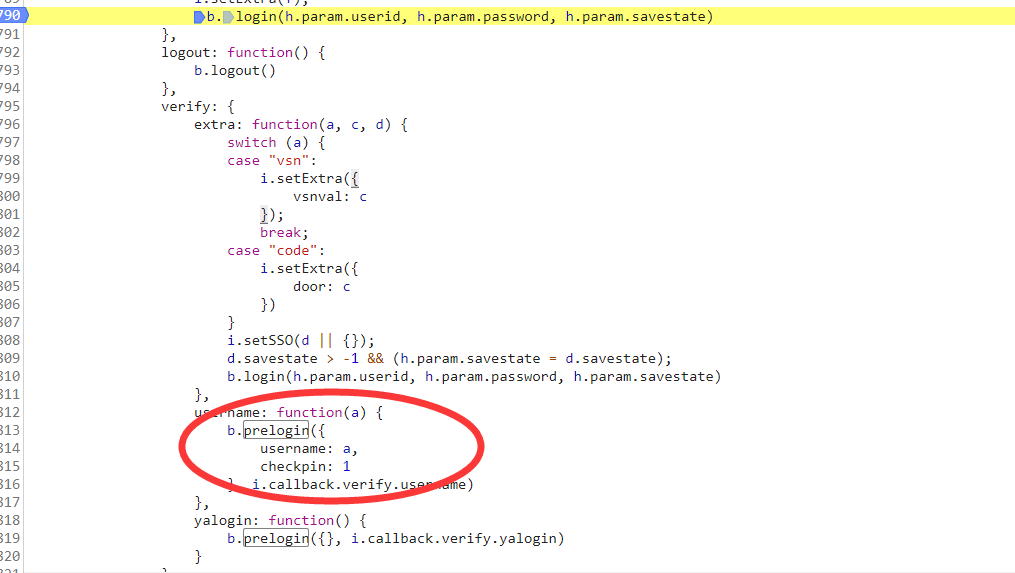 i.setExtra(f);
790 b.login(h.param.userid, h.param.password, h.param.savestate)
791 },
792 logout: function() {
793 b.logout()
794 },
795 verify: {
796 extra: function(a, c, d) {
797 switch (a) {
798 case "vsn":
799 i.setExtra({
800 vsnval: c
801 });
802 break;
803 case "code":
804 i.setExtra({
805 door: c
806 })
807 }
808 i.setSSO(d || {});
809 d.savestate > -1 && (h.param.savestate = d.savestate);
810 b.login(h.param.userid, h.param.password, h.param.savestate)
811 },
812 username: function(a) {
813 b.prelogin({
814 username: a,
815 checkpin: 1
816 }, i.callback.verify.username)
817 },
818 yalogin: function() {
819 b.prelogin({}, i.callback.verify.yalogin)
820 }
821